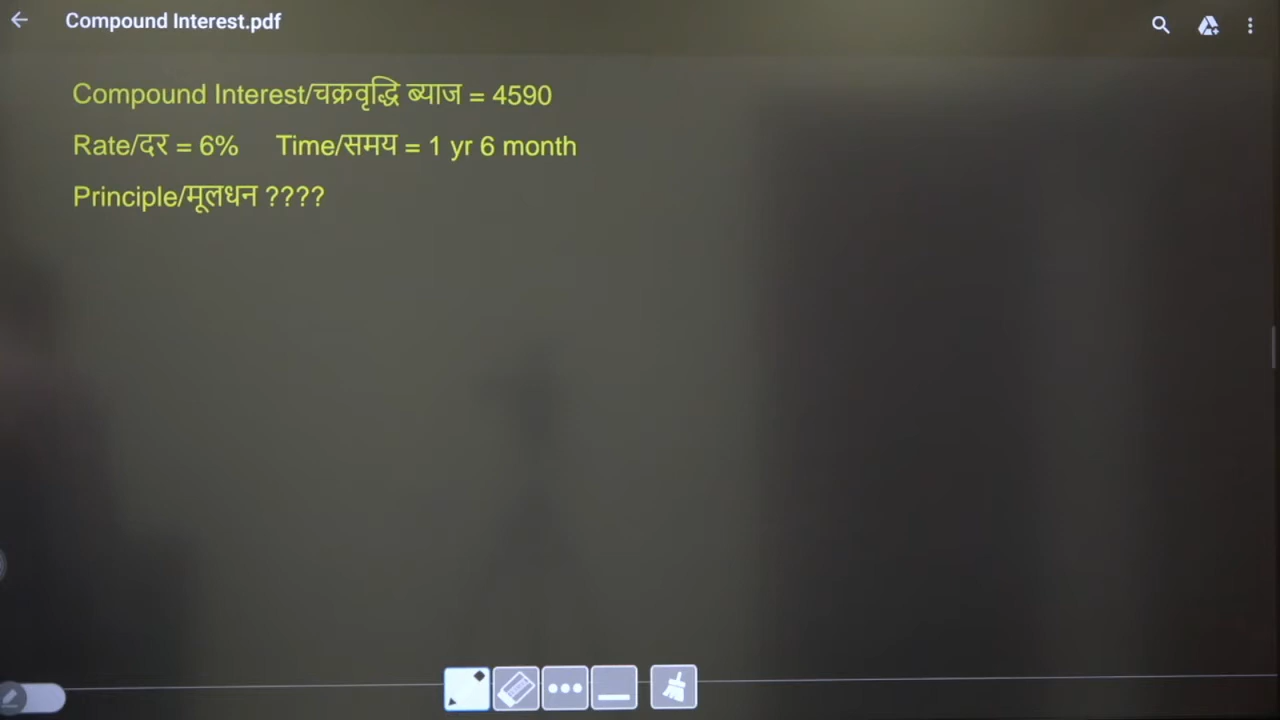 Compound Interest.pdf
Compound Interest/चक्रवृद्धि ब्याज = 4590
Rate/दर = 6% Time/समय = 1 yr 6 month
Principle/मूलधन ????